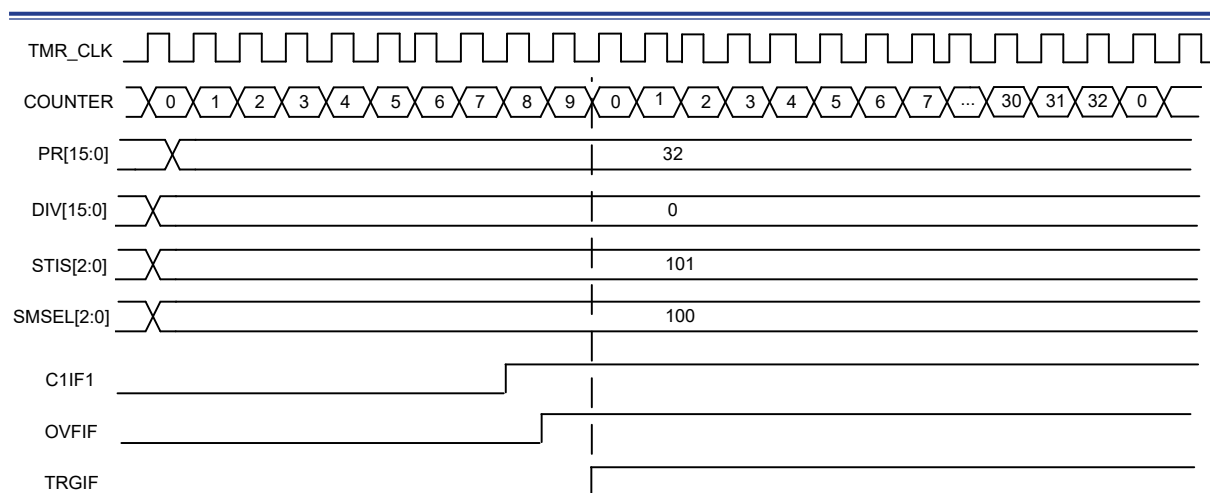 TMR_CLK
COUNTER 0 1 2 3 4 5 6 7 8 9 0 1 2 3 4 5 6 7 ... 30 31 32 0
PR[15:0] 32
DIV[15:0] 0
STIS[2:0] 101
SMSEL[2:0] 100
C1IF1
OVFIF
TRGIF